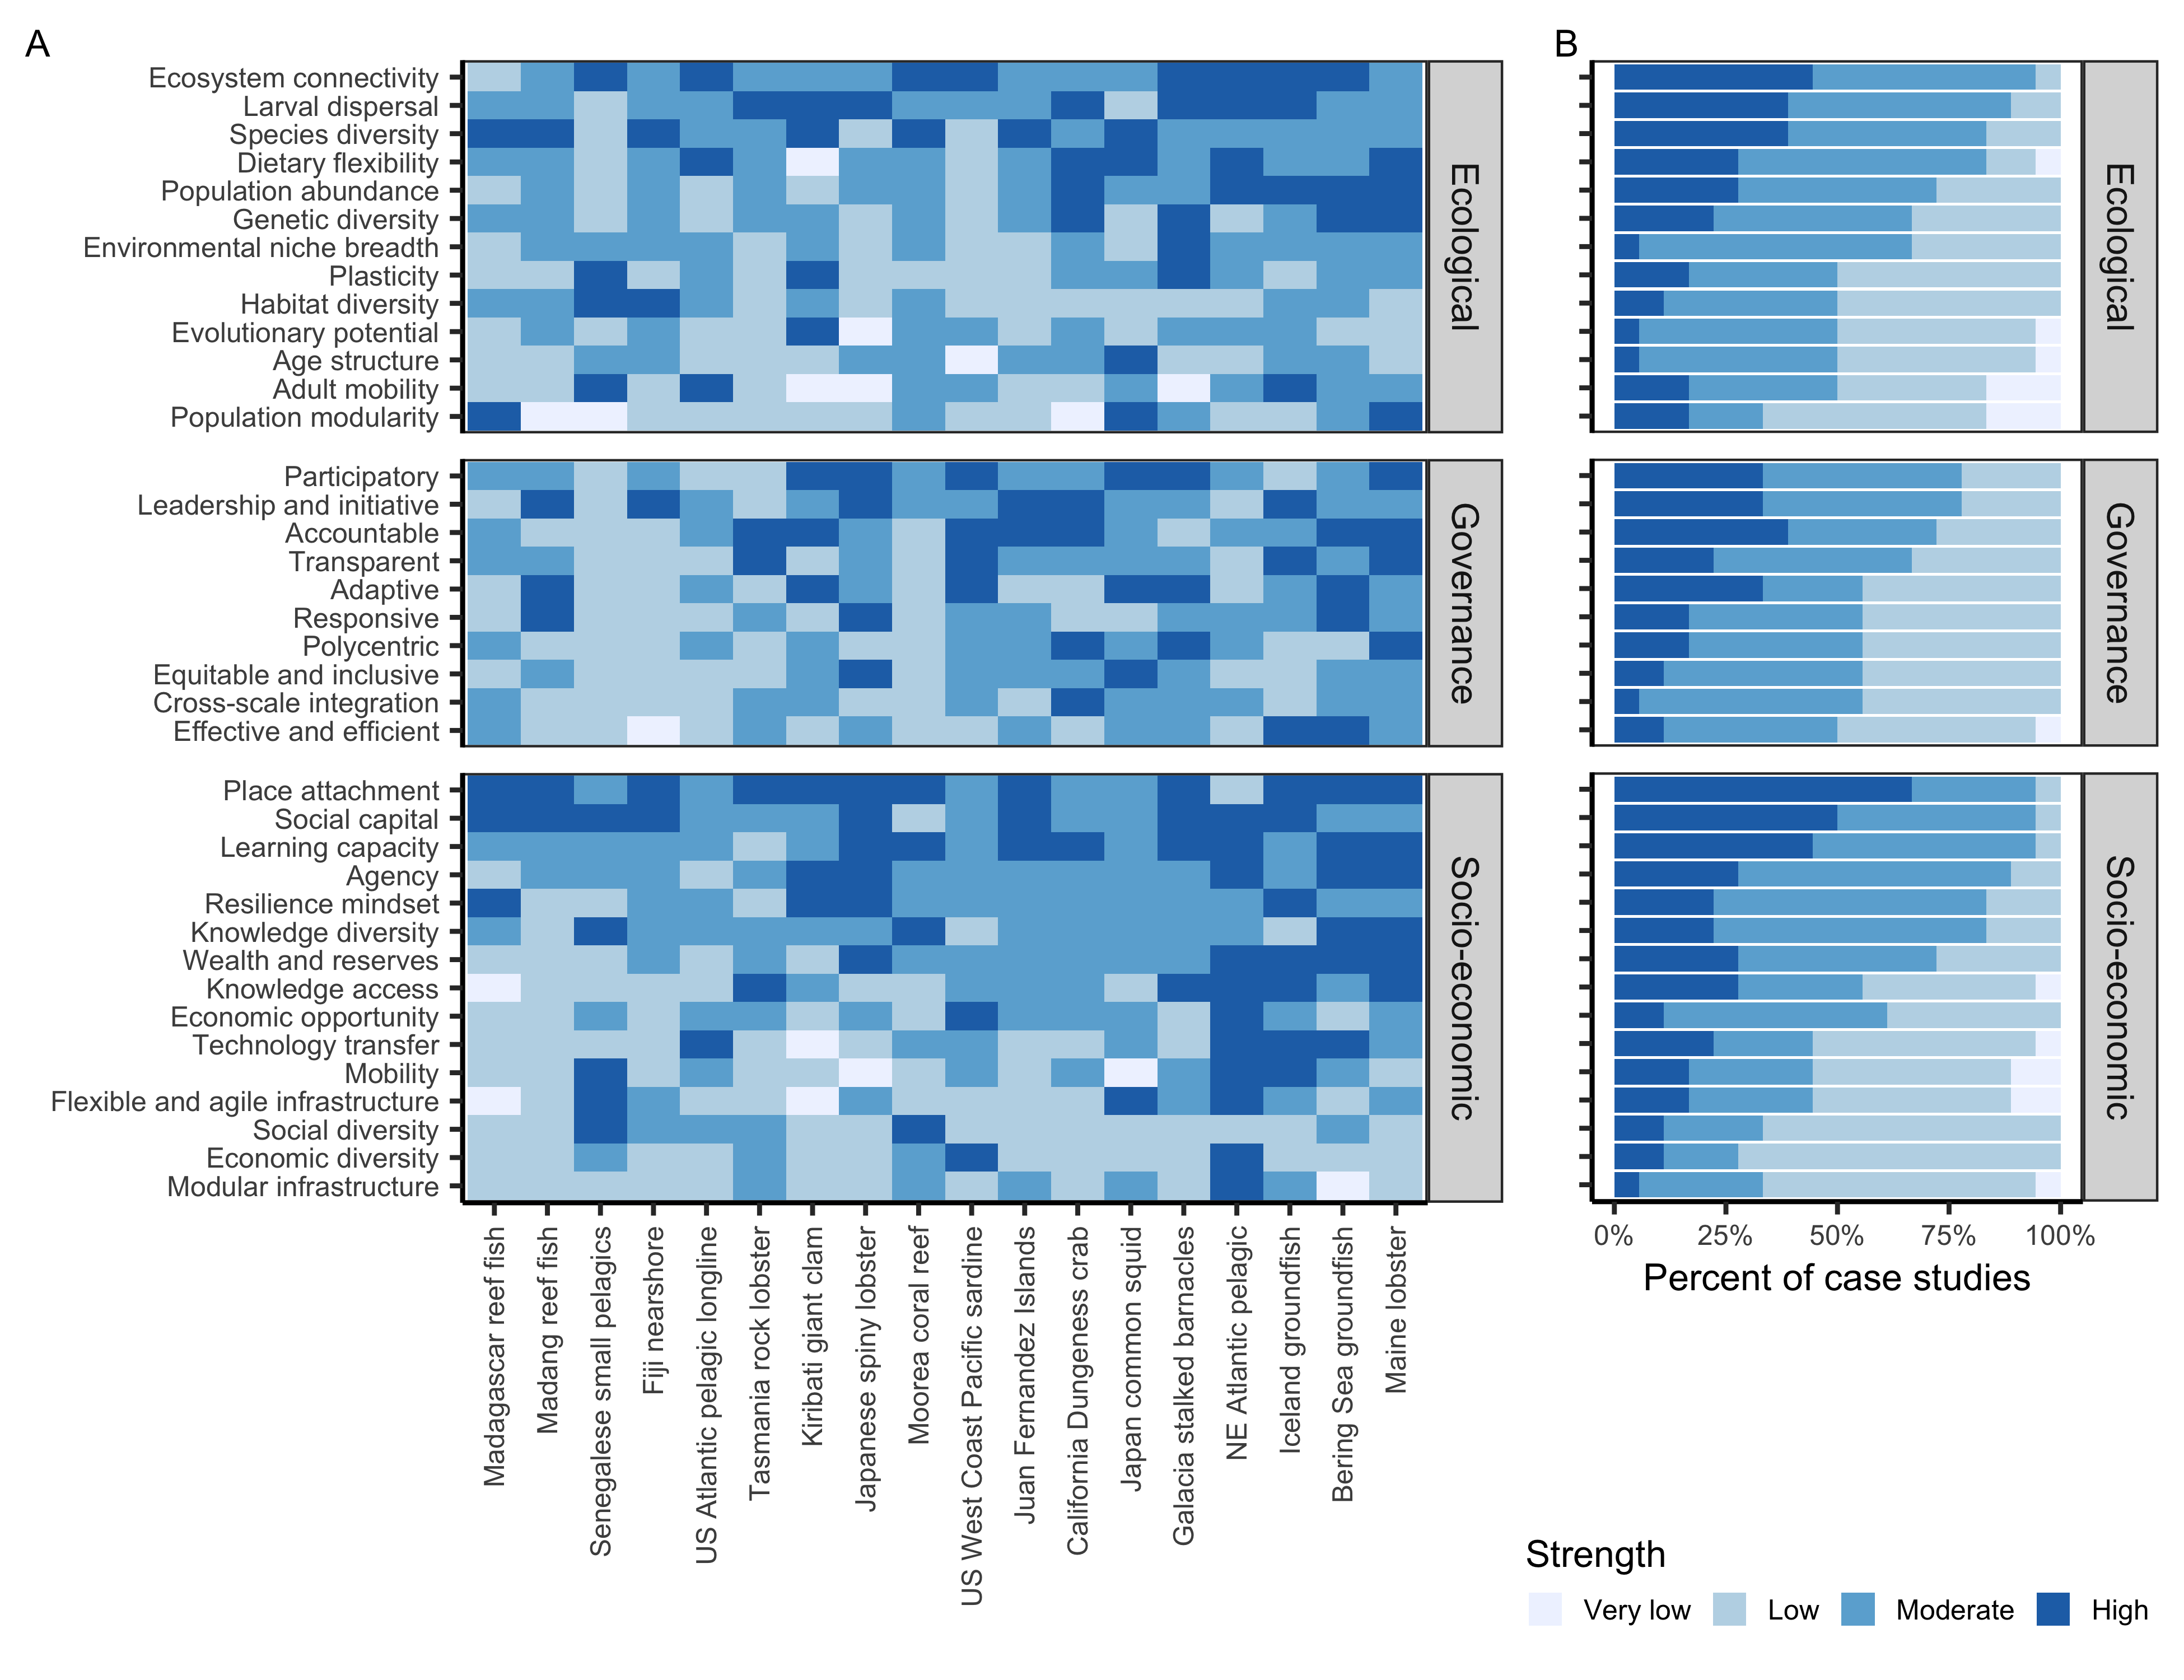 A
B
Ecosystem connectivity
Larval dispersal
Species diversity
Dietary flexibility
Population abundance
Genetic diversity
Environmental niche breadth
Plasticity
Habitat diversity
Evolutionary potential
Age structure
Adult mobility
Population modularity
Ecological
Ecological
Participatory
Leadership and initiative
Accountable
Transparent
Adaptive
Responsive
Polycentric
Equitable and inclusive
Cross-scale integration
Effective and efficient
Governance
Governance
Place attachment
Social capital
Learning capacity
Agency
Resilience mindset
Knowledge diversity
Wealth and reserves
Knowledge access
Economic opportunity
Technology transfer
Mobility
Flexible and agile infrastructure
Social diversity
Economic diversity
Modular infrastructure
Socio-economic
Socio-economic
Madagascar reef fish
Madang reef fish
Senegalese small pelagics
Fiji nearshore
US Atlantic pelagic longline
Tasmania rock lobster
Kiribati giant clam
Japanese spiny lobster
Moorea coral reef
US West Coast Pacific sardine
Juan Fernandez Islands
California Dungeness crab
Japan common squid
Galacia stalked barnacles
NE Atlantic pelagic
Iceland groundfish
Bering Sea groundfish
Maine lobster
0% 25% 50% 75% 100%
Percent of case studies
Strength
Very low Low Moderate High